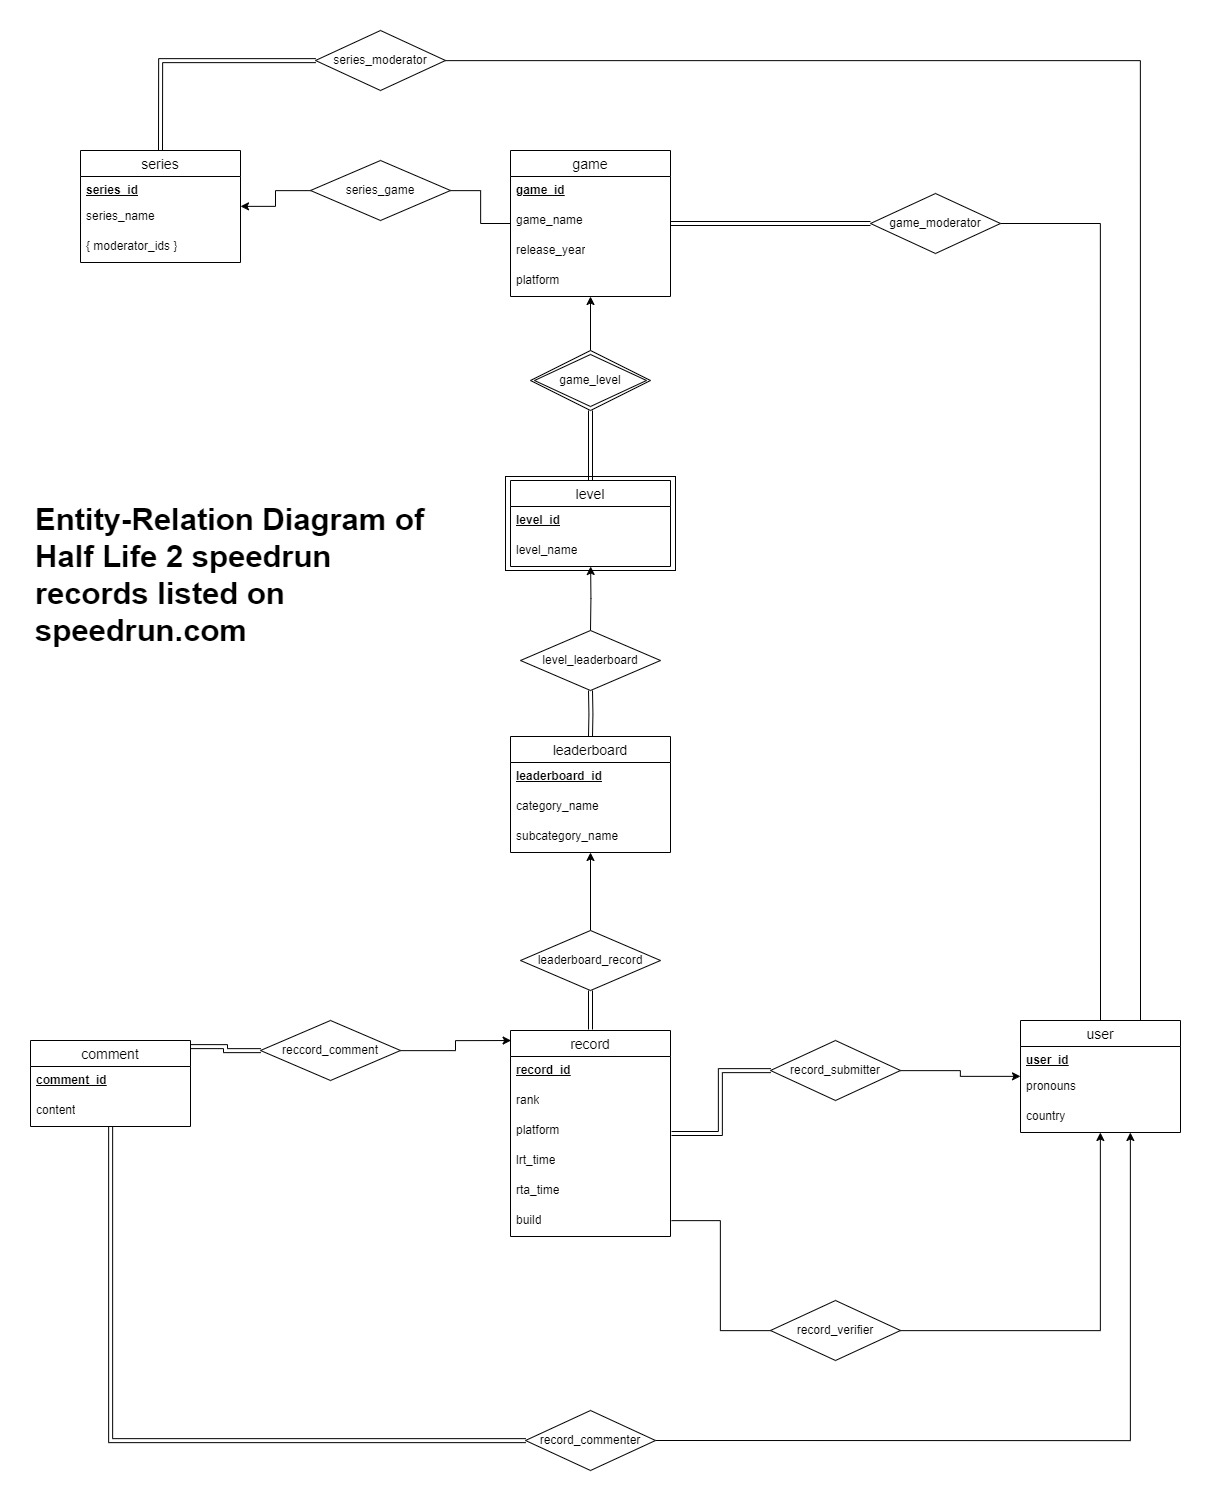 series_moderator
series
series_id
series_name
{ moderator_ids }
series_game
game
game_id
game_name
release_year
platform
game_moderator
game_level
level
level_id
level_name
Entity-Relation Diagram of
Half Life 2 speedrun
records listed on
speedrun.com
level_leaderboard
leaderboard
leaderboard_id
category_name
subcategory_name
leaderboard_record
comment
comment_id
content
reccord_comment
record
record_id
rank
platform
lrt_time
rta_time
build
record_submitter
user
user_id
pronouns
country
record_verifier
record_commenter